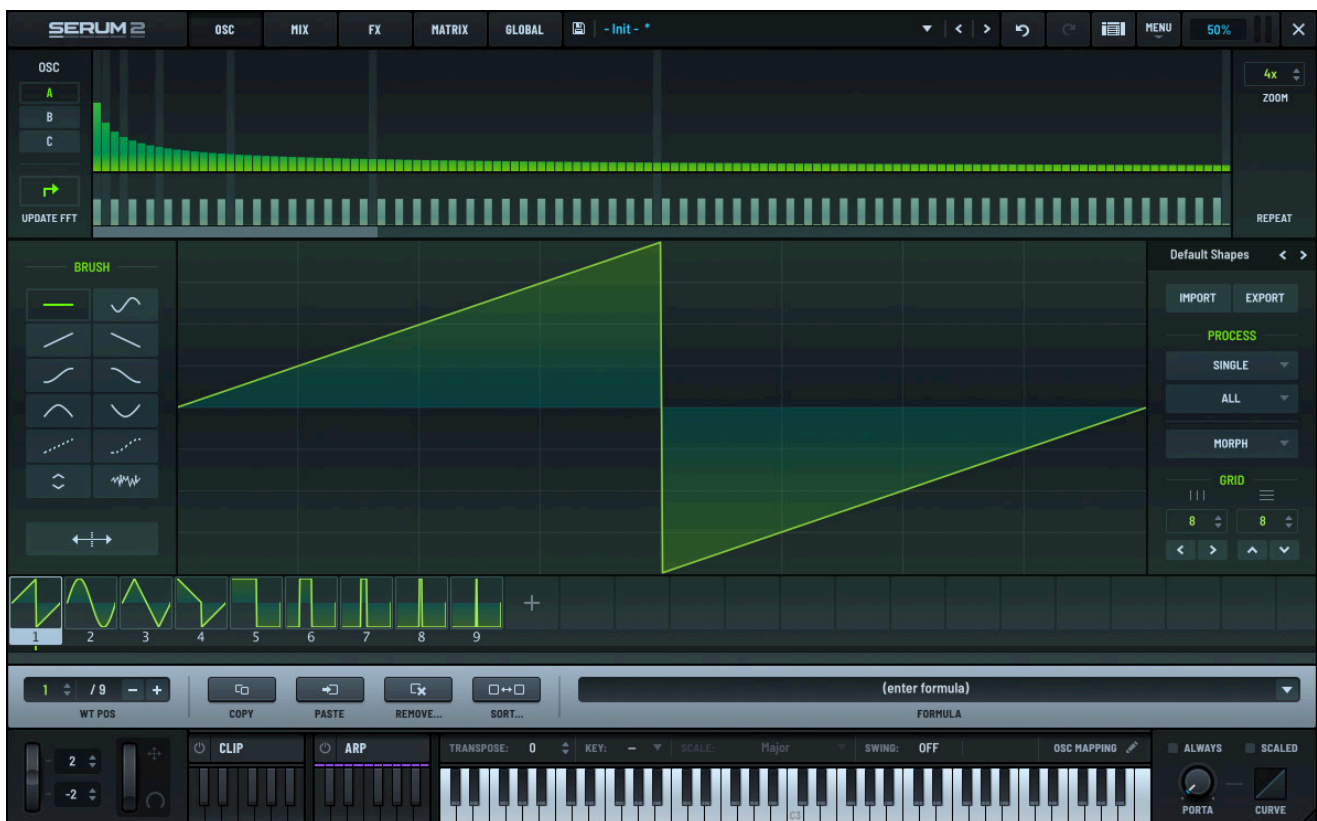 SERUM 2 OSC MIX FX MATRIX GLOBAL - Init - * MENU 50%
OSC
A
B
C
UPDATE FFT
4x
ZOOM
REPEAT
BRUSH
Default Shapes < >
IMPORT EXPORT
PROCESS
SINGLE
ALL
MORPH
GRID
8 8
1 2 3 4 5 6 7 8 9 +
1 / 9 - +
WT POS
COPY PASTE REMOVE... SORT...
(enter formula)
FORMULA
2
-2
CLIP ARP
TRANSPOSE: 0 KEY: – SCALE: Major SWING: OFF OSC MAPPING
C3
ALWAYS SCALED
PORTA CURVE